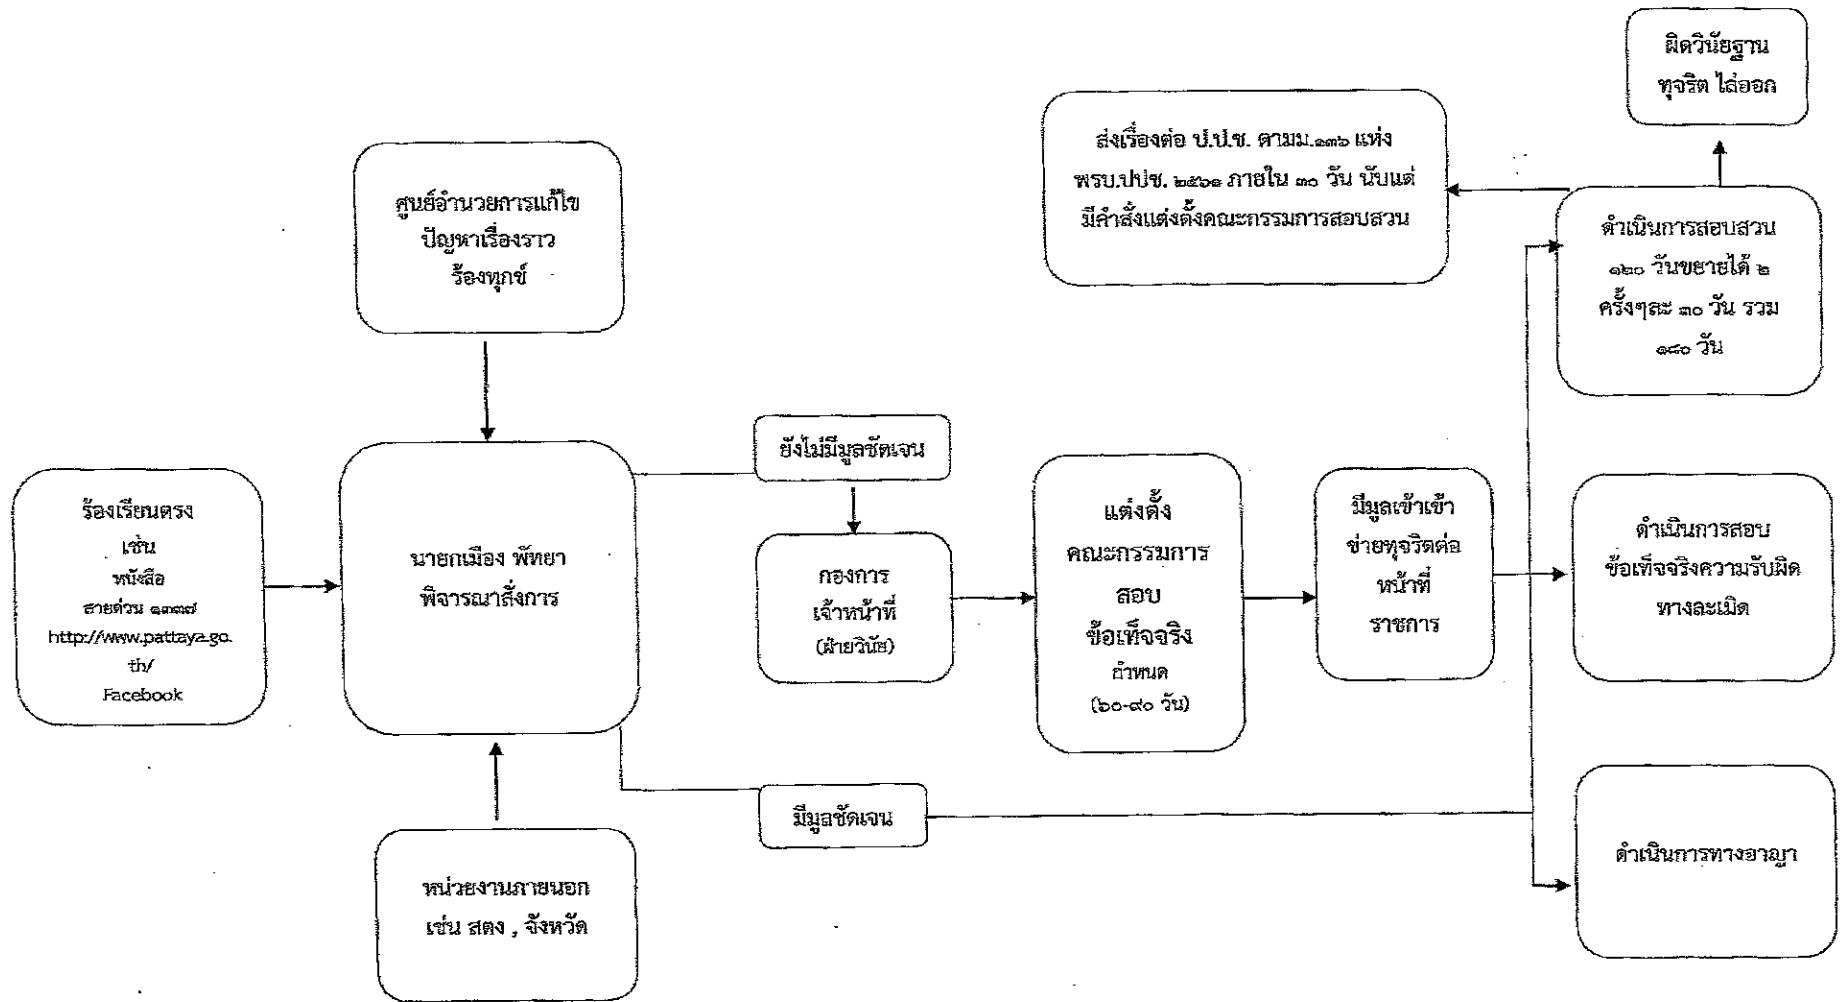 ผิดวินัยฐาน
ทุจริต ไล่ออก
ส่งเรื่องต่อ ป.ป.ช. ตามม.๑๓๖ แห่ง
พรบ.ปปช. ๒๕๖๑ ภายใน ๓๐ วัน นับแต่
มีคำสั่งแต่งตั้งคณะกรรมการสอบสวน
ศูนย์อำนวยการแก้ไข
ปัญหาเรื่องราว
ร้องทุกข์
ดำเนินการสอบสวน
๑๒๐ วันขยายได้ ๒
ครั้งๆละ ๓๐ วัน รวม
๑๘๐ วัน
ยังไม่มีมูลชัดเจน
ร้องเรียนตรง
เช่น
หนังสือ
สายด่วน ๑๓๓๗
http://www.pattaya.go.
th/
Facebook
นายกเมือง พัทยา
พิจารณาสั่งการ
กองการ
เจ้าหน้าที่
(ฝ่ายวินัย)
แต่งตั้ง
คณะกรรมการ
สอบ
ข้อเท็จจริง
กำหนด
(๖๐-๙๐ วัน)
มีมูลเข้าเข้า
ข่ายทุจริตต่อ
หน้าที่
ราชการ
ดำเนินการสอบ
ข้อเท็จจริงความรับผิด
ทางละเมิด
มีมูลชัดเจน
ดำเนินการทางอาญา
หน่วยงานภายนอก
เช่น สตง , จังหวัด